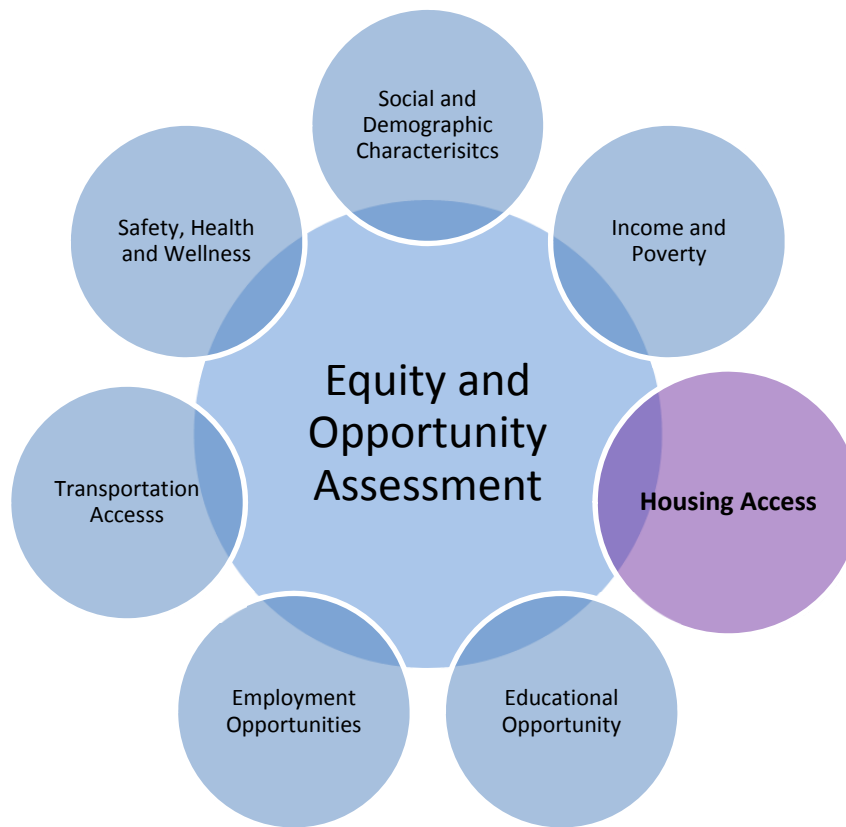 Social and
Demographic
Characterisitcs
Safety, Health
and Wellness
Income and
Poverty
Equity and
Opportunity
Assessment
Transportation
Accesss
Housing Access
Employment
Opportunities
Educational
Opportunity